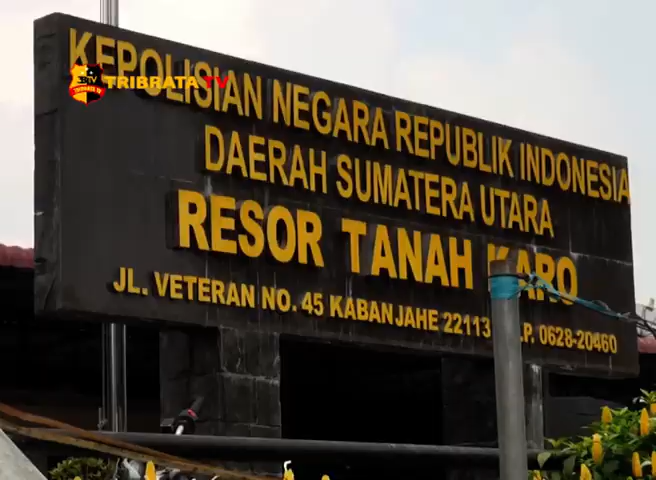 KEPOLISIAN NEGARA REPUBLIK INDONESIA
TRIBRATA TV
DAERAH SUMATERA UTARA
RESOR TANAH KARO
JL. VETERAN NO. 45 KABANJAHE 22113 .P. 0628-20460